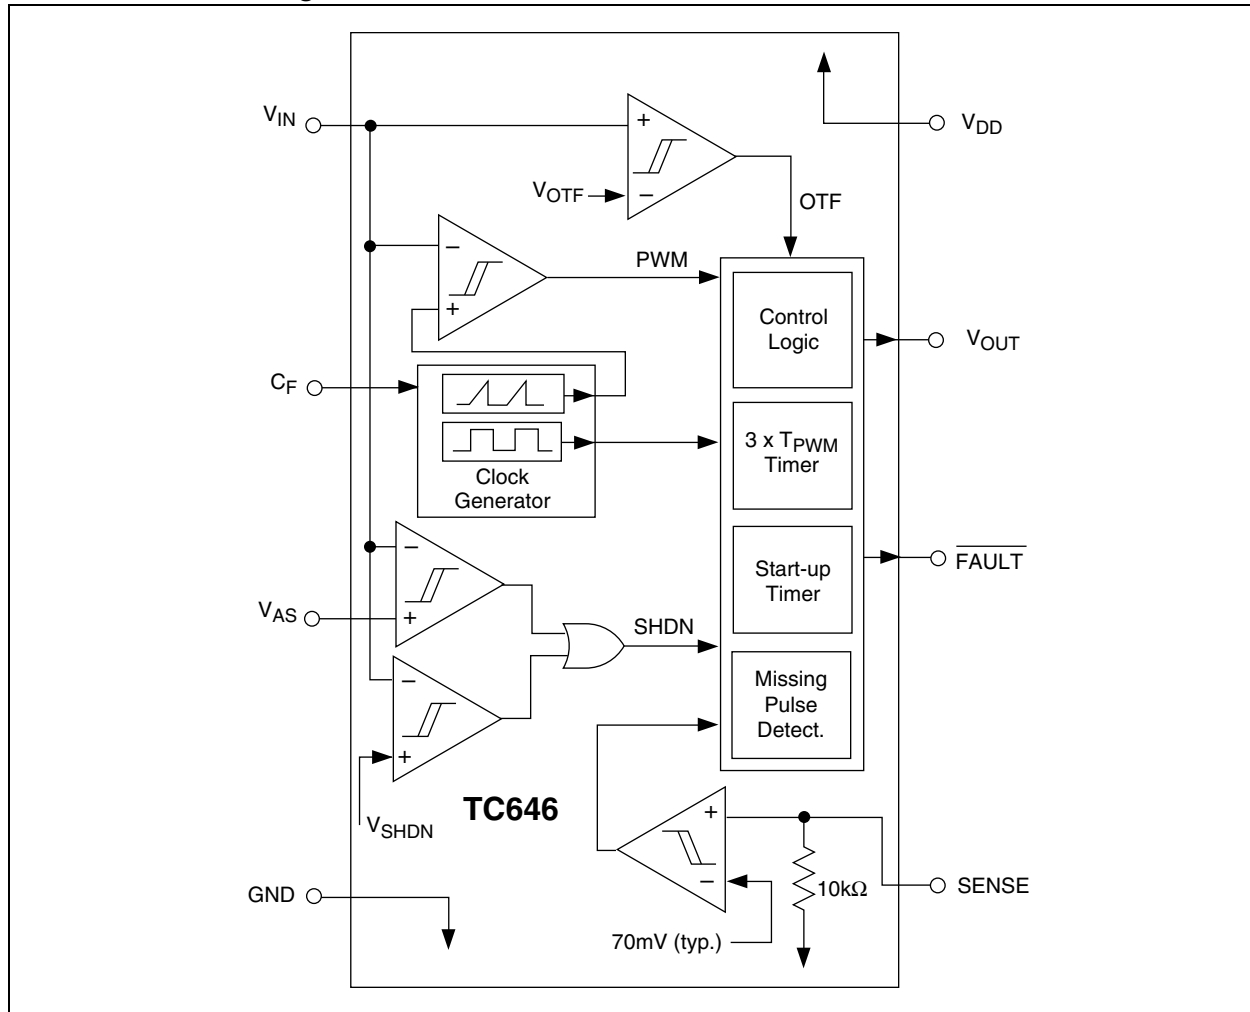 V_IN
+
V_DD
V_OTF
−
OTF
−
PWM
+
Control
Logic
V_OUT
C_F
3 x T_PWM
Timer
Clock
Generator
−
FAULT
Start-up
Timer
V_AS
+
SHDN
−
Missing
Pulse
Detect.
+
TC646
V_SHDN
+
−
10kΩ
SENSE
GND
70mV (typ.)